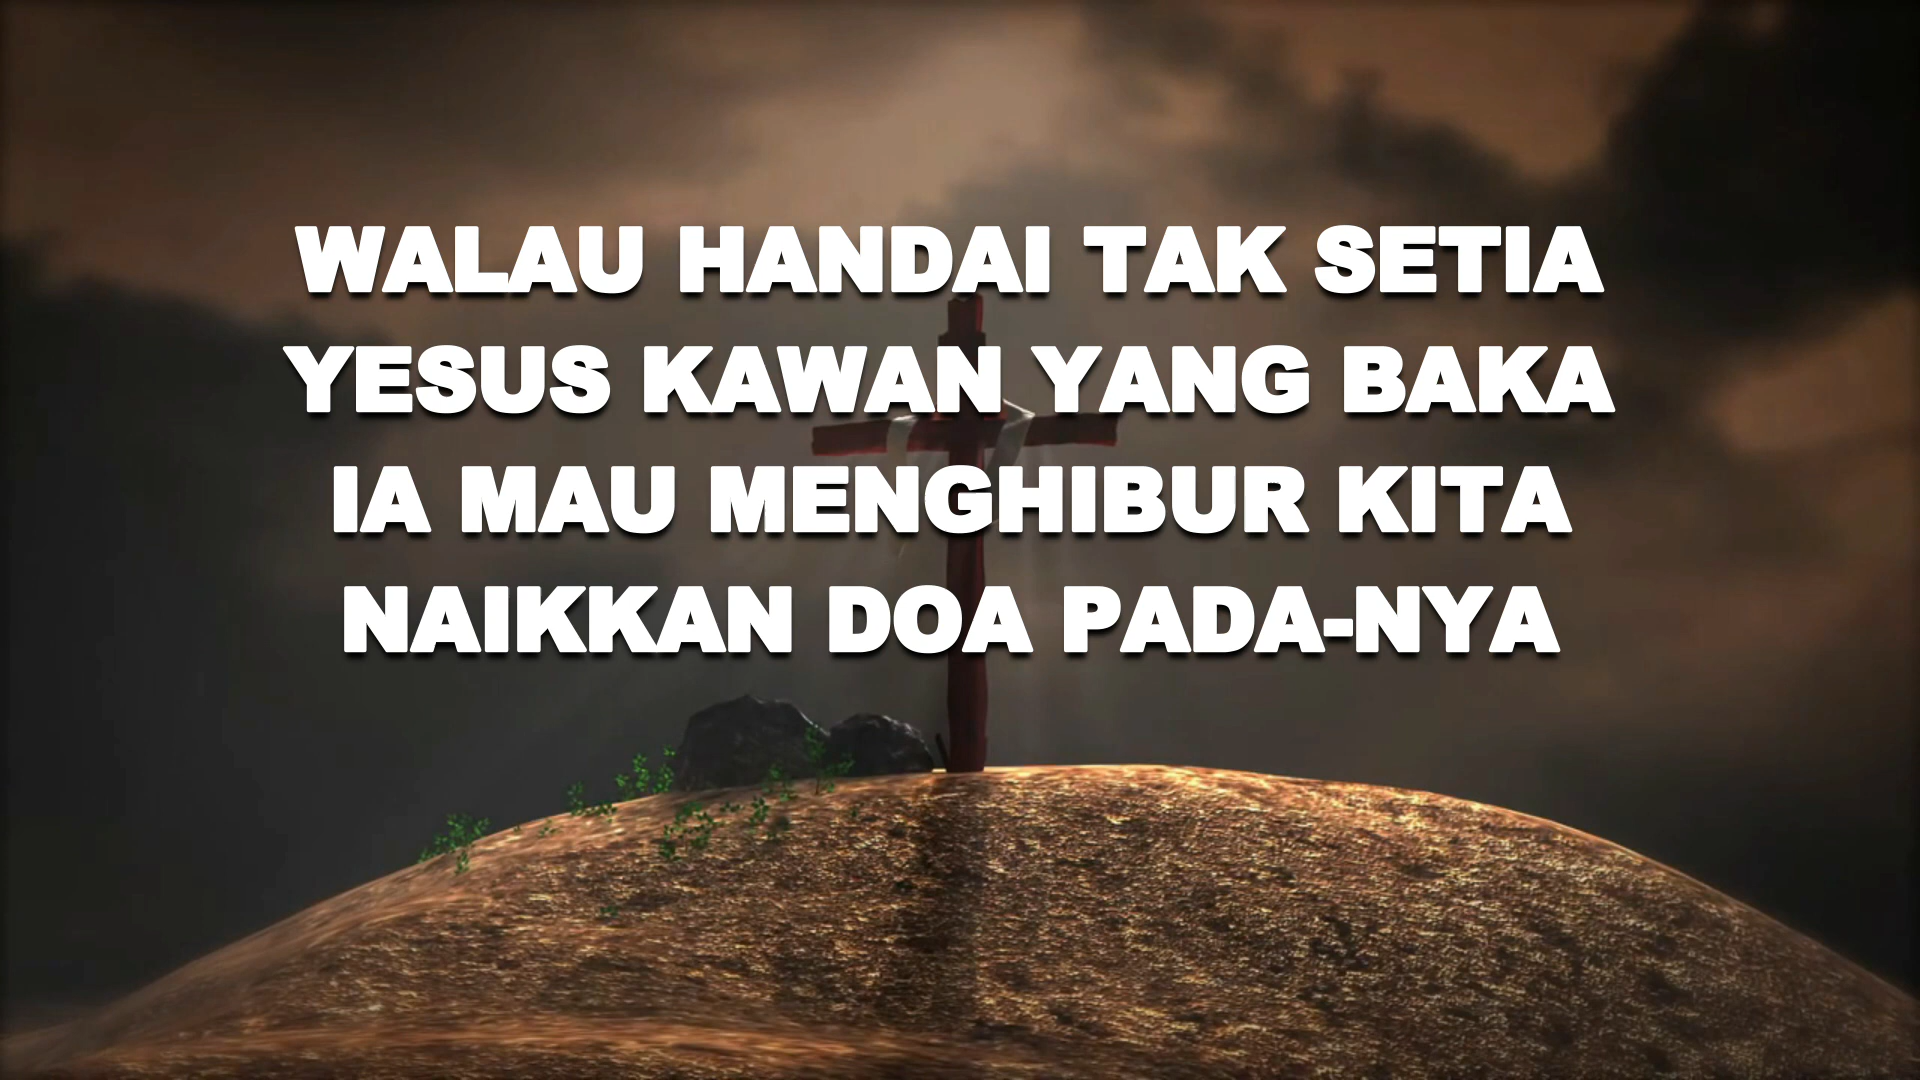 WALAU HANDAI TAK SETIA
YESUS KAWAN YANG BAKA
IA MAU MENGHIBUR KITA
NAIKKAN DOA PADA-NYA